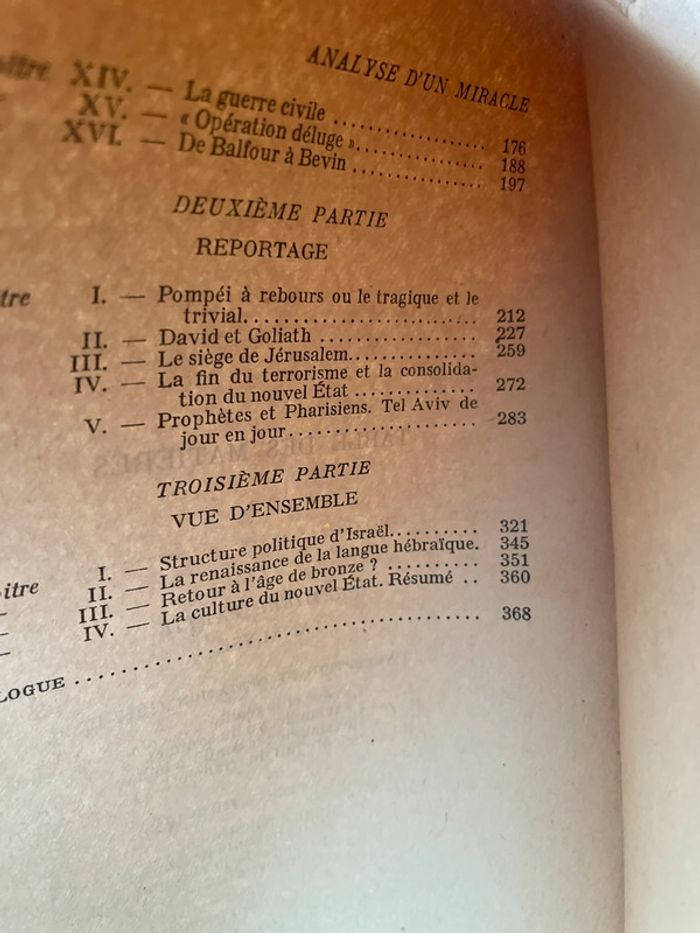 ANALYSE D'UN MIRACLE
itre XIV. — La guerre civile .................... 176
XV. — « Opération déluge »................ 188
XVI. — De Balfour à Bevin ................ 197
DEUXIÈME PARTIE
REPORTAGE
tre I. — Pompéi à rebours ou le tragique et le
trivial........................... 212
II. — David et Goliath .................. 227
III. — Le siège de Jérusalem.............. 259
IV. — La fin du terrorisme et la consolida-
tion du nouvel État .............. 272
V. — Prophètes et Pharisiens. Tel Aviv de
jour en jour...................... 283
TROISIÈME PARTIE
VUE D'ENSEMBLE
itre I. — Structure politique d'Israël.......... 321
II. — La renaissance de la langue hébraïque. 345
III. — Retour à l'âge de bronze ? .......... 351
IV. — La culture du nouvel État. Résumé .. 360
LOGUE ........................................ 368